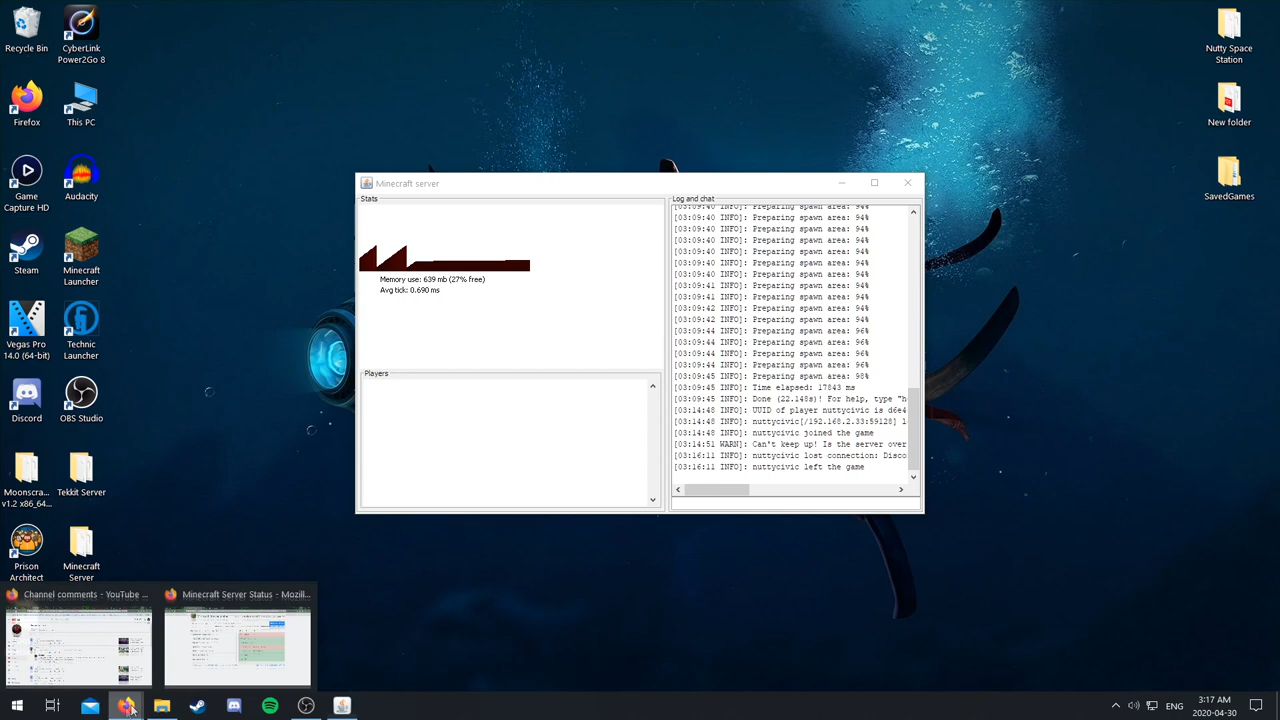 Recycle Bin
CyberLink
Power2Go 8
Firefox
This PC
Game
Capture HD
Audacity
Steam
Minecraft
Launcher
Vegas Pro
14.0 (64-bit)
Technic
Launcher
Discord
OBS Studio
Moonscra...
v1.2 x86_64...
Tekkit Server
Prison
Architect
Minecraft
Server
Nutty Space
Station
New folder
SavedGames
Minecraft server
Stats
Memory use: 639 mb (27% free)
Avg tick: 0.690 ms
Players
Log and chat
[03:09:40 INFO]: Preparing spawn area: 94%
[03:09:40 INFO]: Preparing spawn area: 94%
[03:09:40 INFO]: Preparing spawn area: 94%
[03:09:40 INFO]: Preparing spawn area: 94%
[03:09:40 INFO]: Preparing spawn area: 94%
[03:09:40 INFO]: Preparing spawn area: 94%
[03:09:40 INFO]: Preparing spawn area: 94%
[03:09:41 INFO]: Preparing spawn area: 94%
[03:09:41 INFO]: Preparing spawn area: 94%
[03:09:42 INFO]: Preparing spawn area: 94%
[03:09:42 INFO]: Preparing spawn area: 94%
[03:09:44 INFO]: Preparing spawn area: 96%
[03:09:44 INFO]: Preparing spawn area: 96%
[03:09:44 INFO]: Preparing spawn area: 96%
[03:09:44 INFO]: Preparing spawn area: 96%
[03:09:45 INFO]: Preparing spawn area: 98%
[03:09:45 INFO]: Time elapsed: 17843 ms
[03:09:45 INFO]: Done (22.148s)! For help, type "h
[03:14:48 INFO]: UUID of player nuttycivic is d6e4
[03:14:48 INFO]: nuttycivic[/192.168.2.33:59128] l
[03:14:48 INFO]: nuttycivic joined the game
[03:14:51 WARN]: Can't keep up! Is the server over
[03:16:11 INFO]: nuttycivic lost connection: Disco
[03:16:11 INFO]: nuttycivic left the game
Channel comments - YouTube ...
Minecraft Server Status - Mozill...
ENG
3:17 AM
2020-04-30